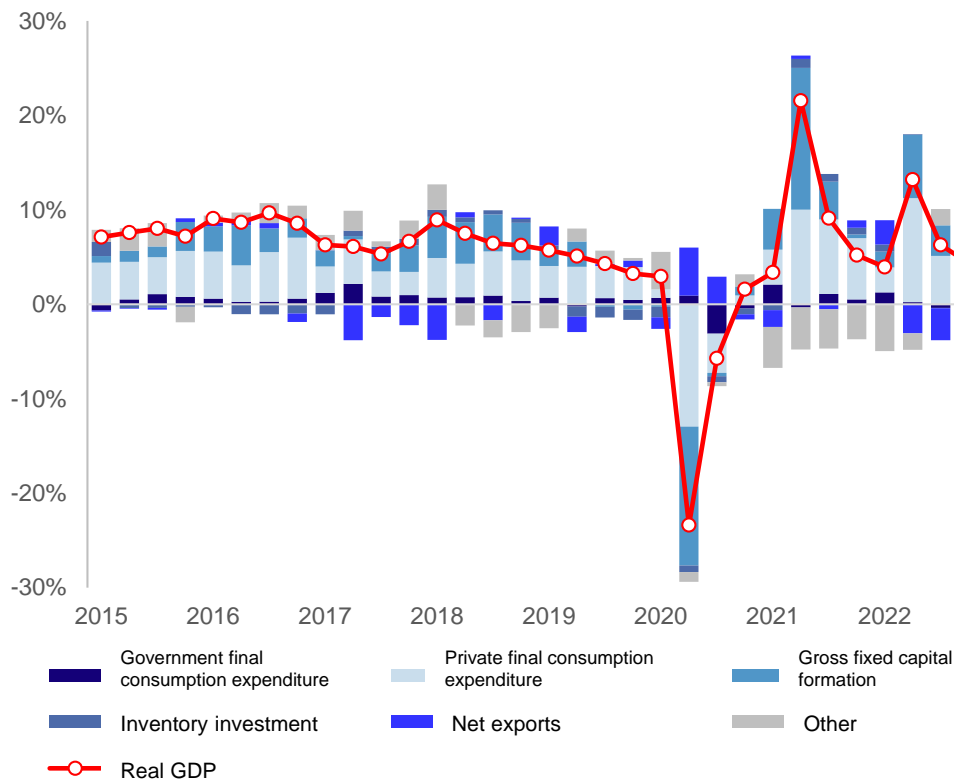 30%
20%
10%
0%
-10%
-20%
-30%
2015 2016 2017 2018 2019 2020 2021 2022
Government final
consumption expenditure
Private final consumption
expenditure
Gross fixed capital
formation
Inventory investment
Net exports
Other
Real GDP